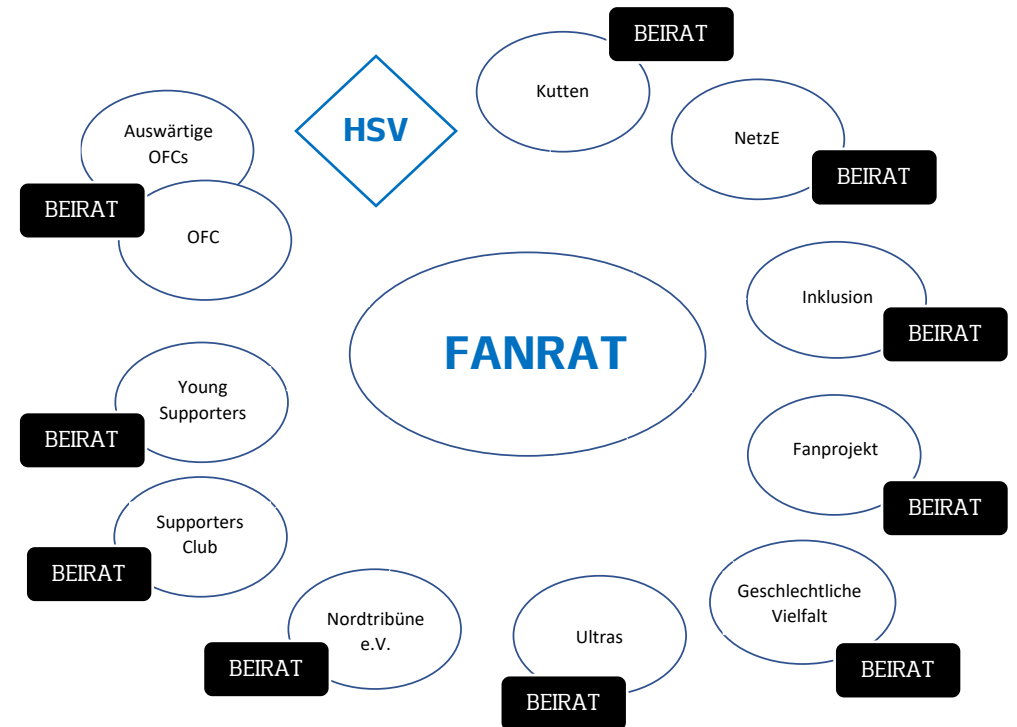 BEIRAT
Kutten
HSV
Auswärtige
OFCs
NetzE
BEIRAT
BEIRAT
OFC
Inklusion
BEIRAT
FANRAT
Young
Supporters
BEIRAT
Fanprojekt
BEIRAT
Supporters
Club
BEIRAT
Geschlechtliche
Vielfalt
Nordtribüne
e.V.
Ultras
BEIRAT
BEIRAT
BEIRAT